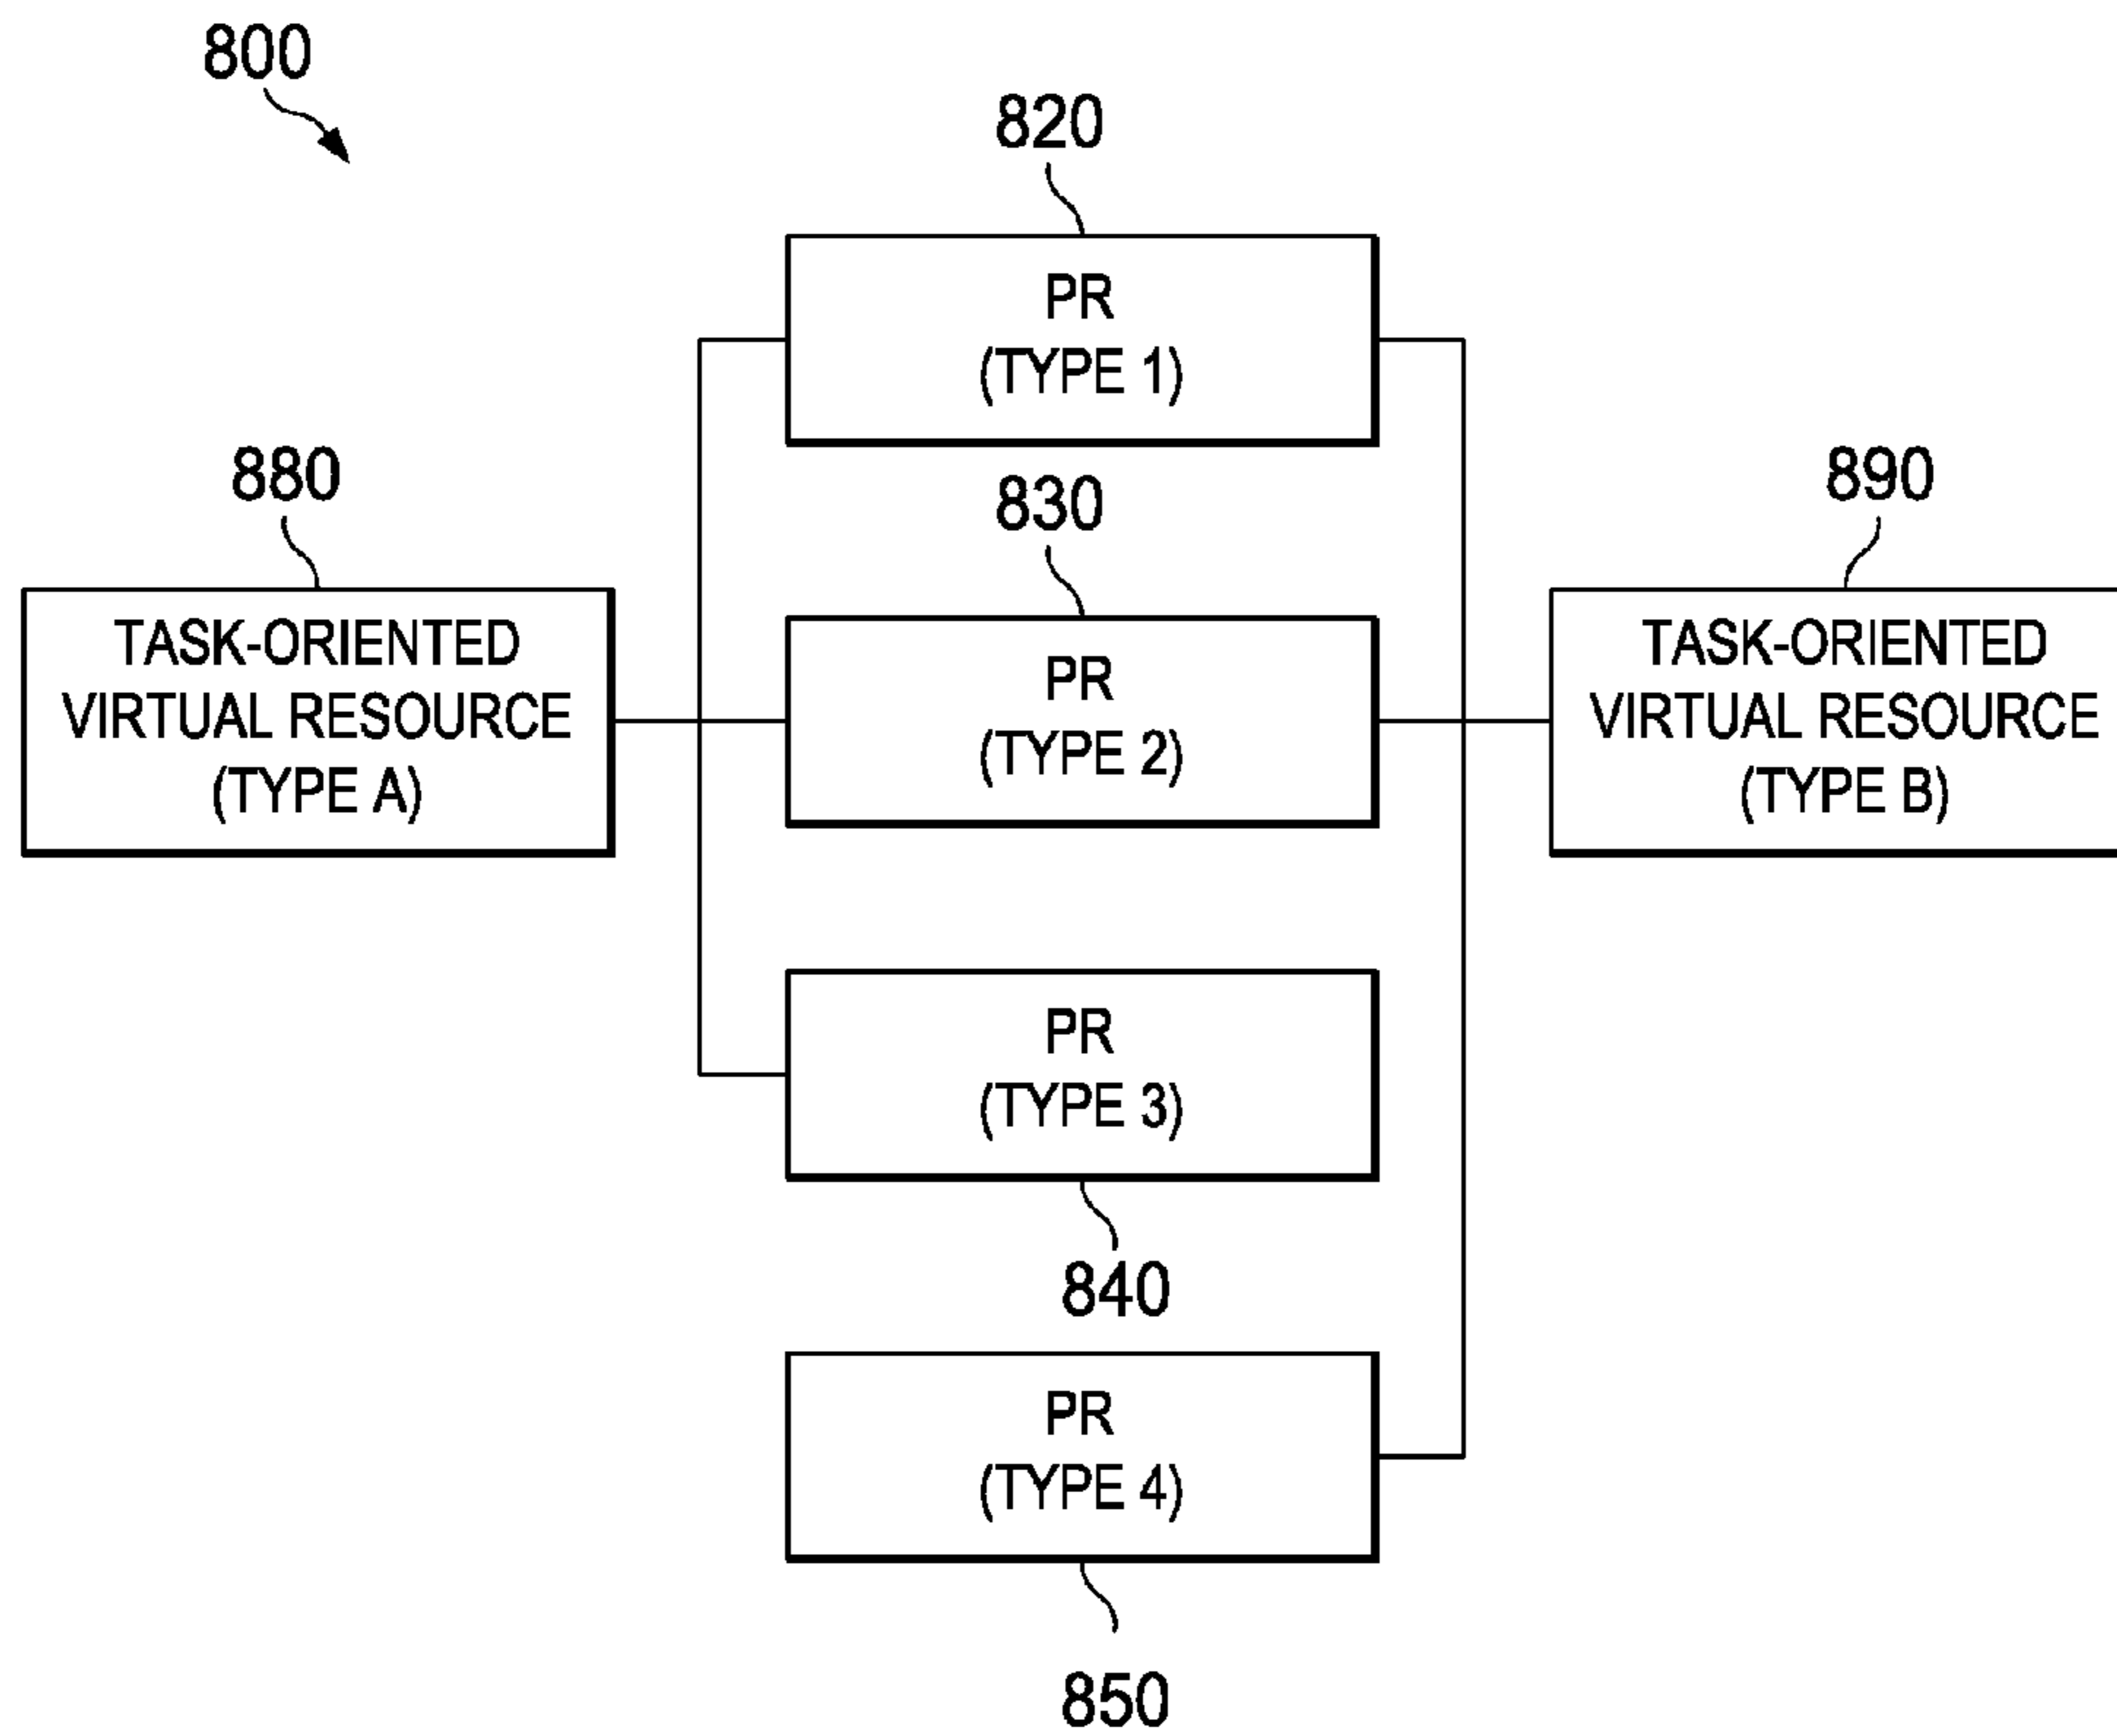 800
820
PR
(TYPE 1)
880
830
890
TASK-ORIENTED
VIRTUAL RESOURCE
(TYPE A)
PR
(TYPE 2)
TASK-ORIENTED
VIRTUAL RESOURCE
(TYPE B)
PR
(TYPE 3)
840
PR
(TYPE 4)
850